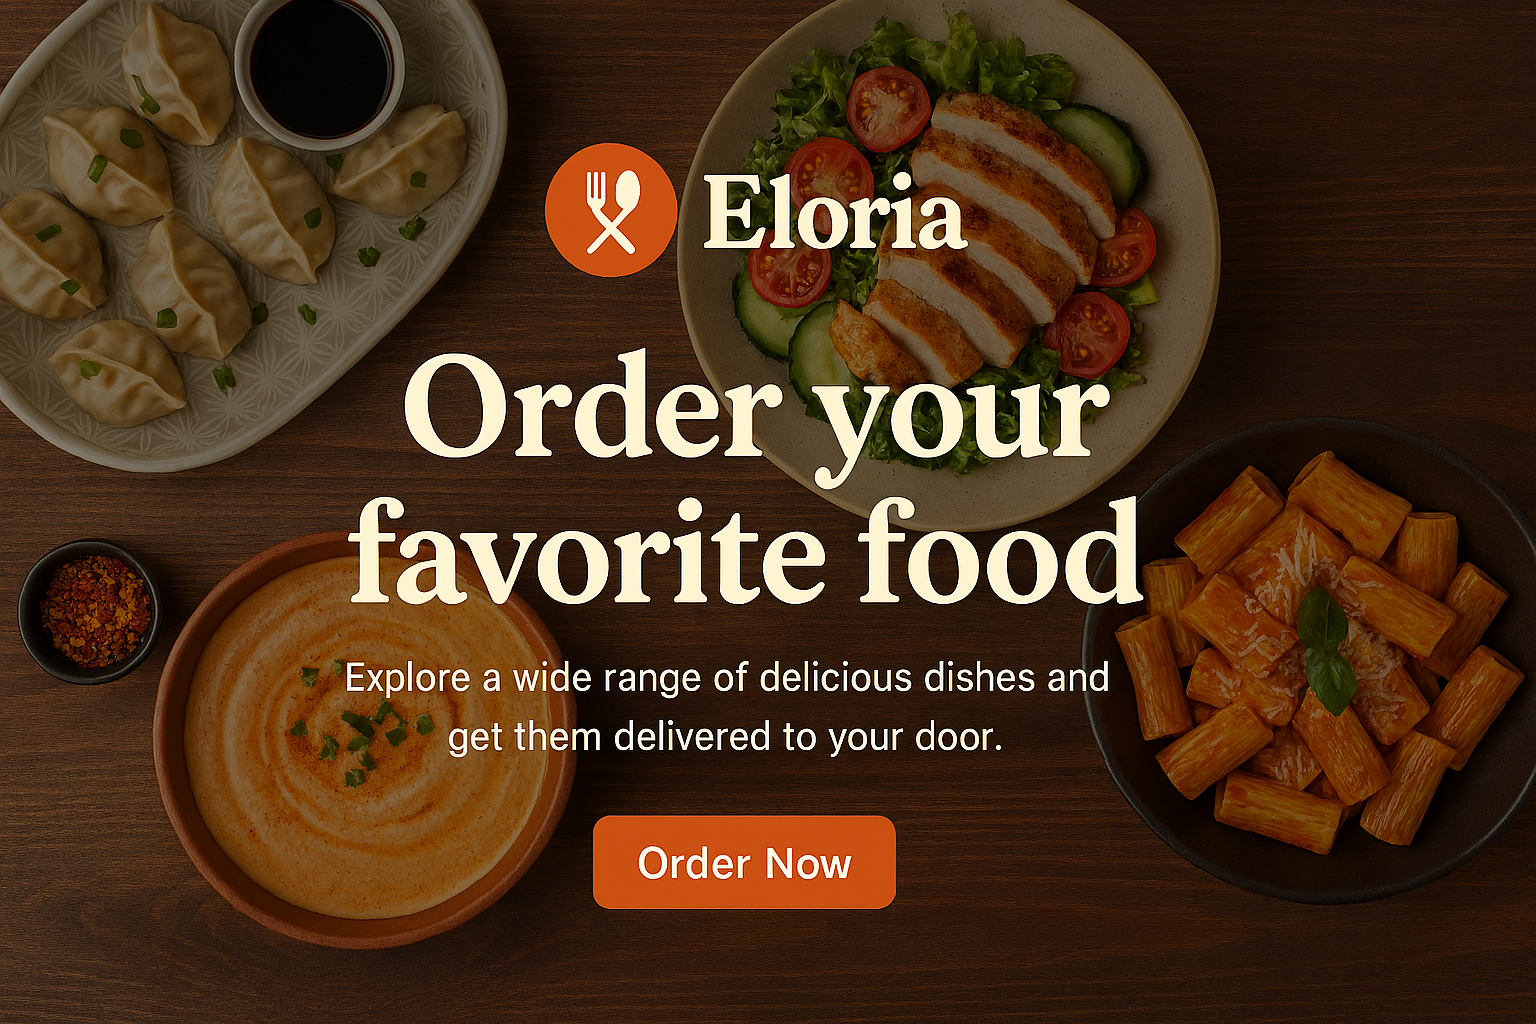 Eloria
Order your
favorite food
Explore a wide range of delicious dishes and
get them delivered to your door.
Order Now